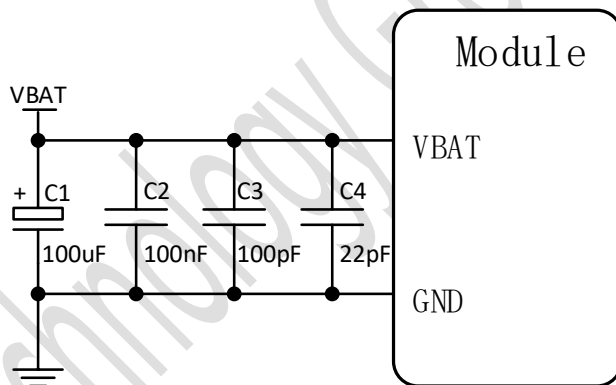 Module
VBAT
VBAT
+ C1 C2 C3 C4
100uF 100nF 100pF 22pF
GND